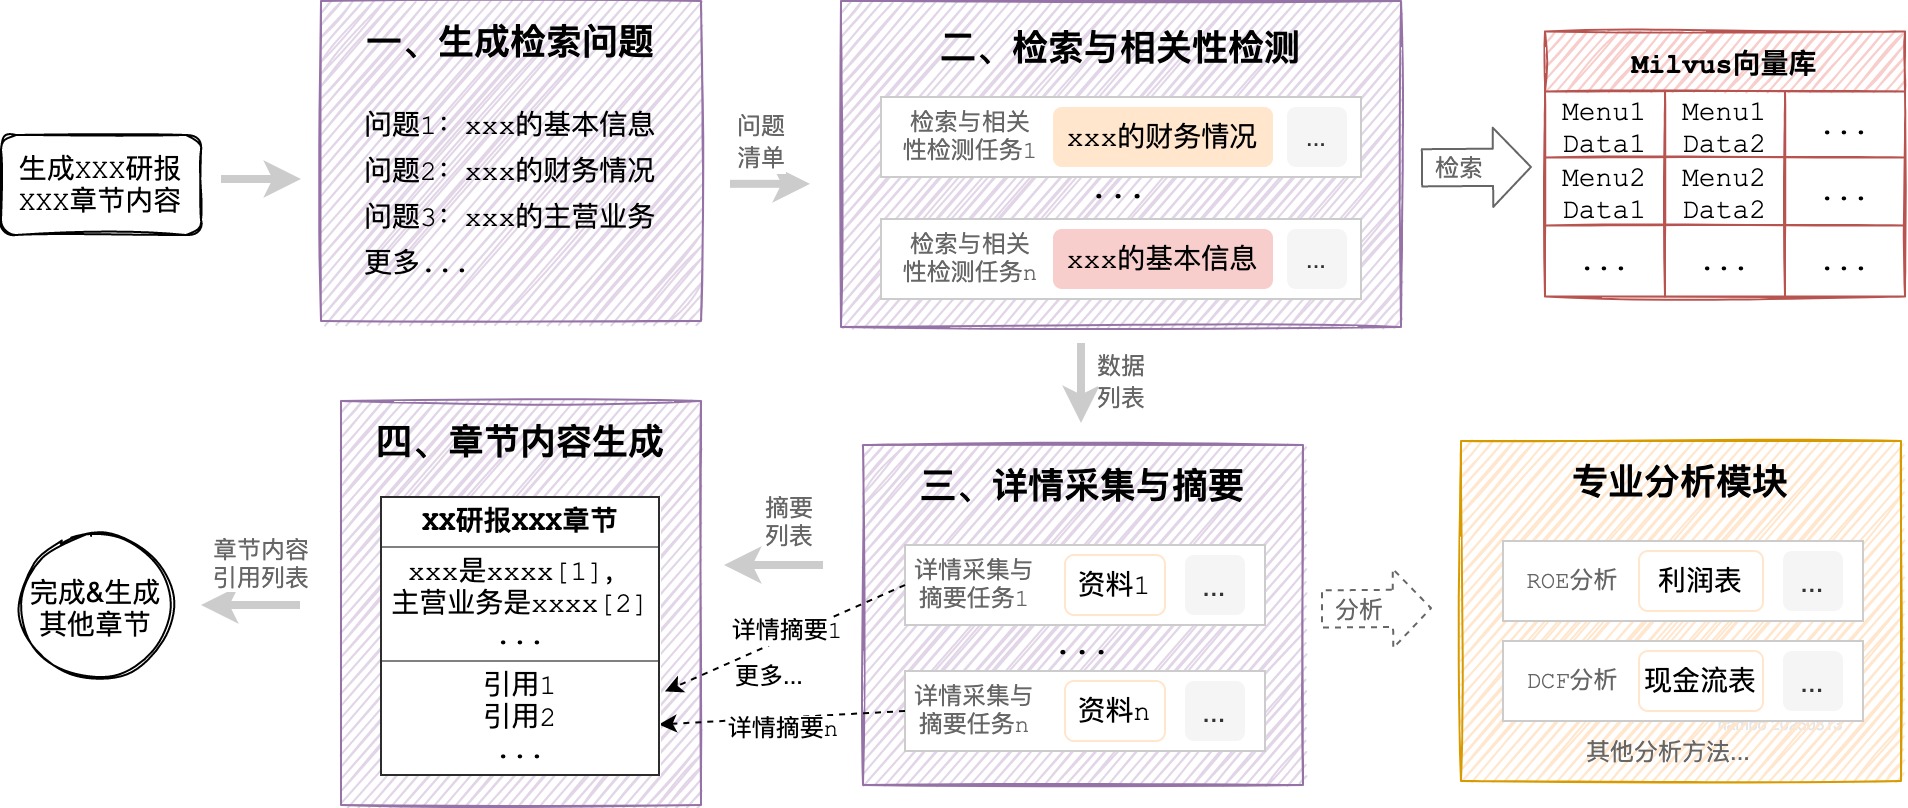 生成XXX研报
xxx章节内容
一、生成检索问题
问题1: xxx的基本信息
问题2: xxx的财务情况
问题3: xxx的主营业务
更多...
问题
清单
二、检索与相关性检测
检索与相关
性检测任务1
xxx的财务情况
...
...
检索与相关
性检测任务n
xxx的基本信息
...
检索
Milvus向量库
Menu1
Data1
Menu1
Data2
...
Menu2
Data1
Menu2
Data2
...
...
...
...
数据
列表
三、详情采集与摘要
详情采集与
摘要任务1
资料1
...
...
详情采集与
摘要任务n
资料n
...
分析
专业分析模块
ROE分析
利润表
...
DCF分析
现金流表
...
其他分析方法...
摘要
列表
详情摘要1
更多...
详情摘要n
四、章节内容生成
xx研报xxx章节
xxx是xxxx[1],
主营业务是xxxx[2]
...
引用1
引用2
...
章节内容
引用列表
完成&生成
其他章节